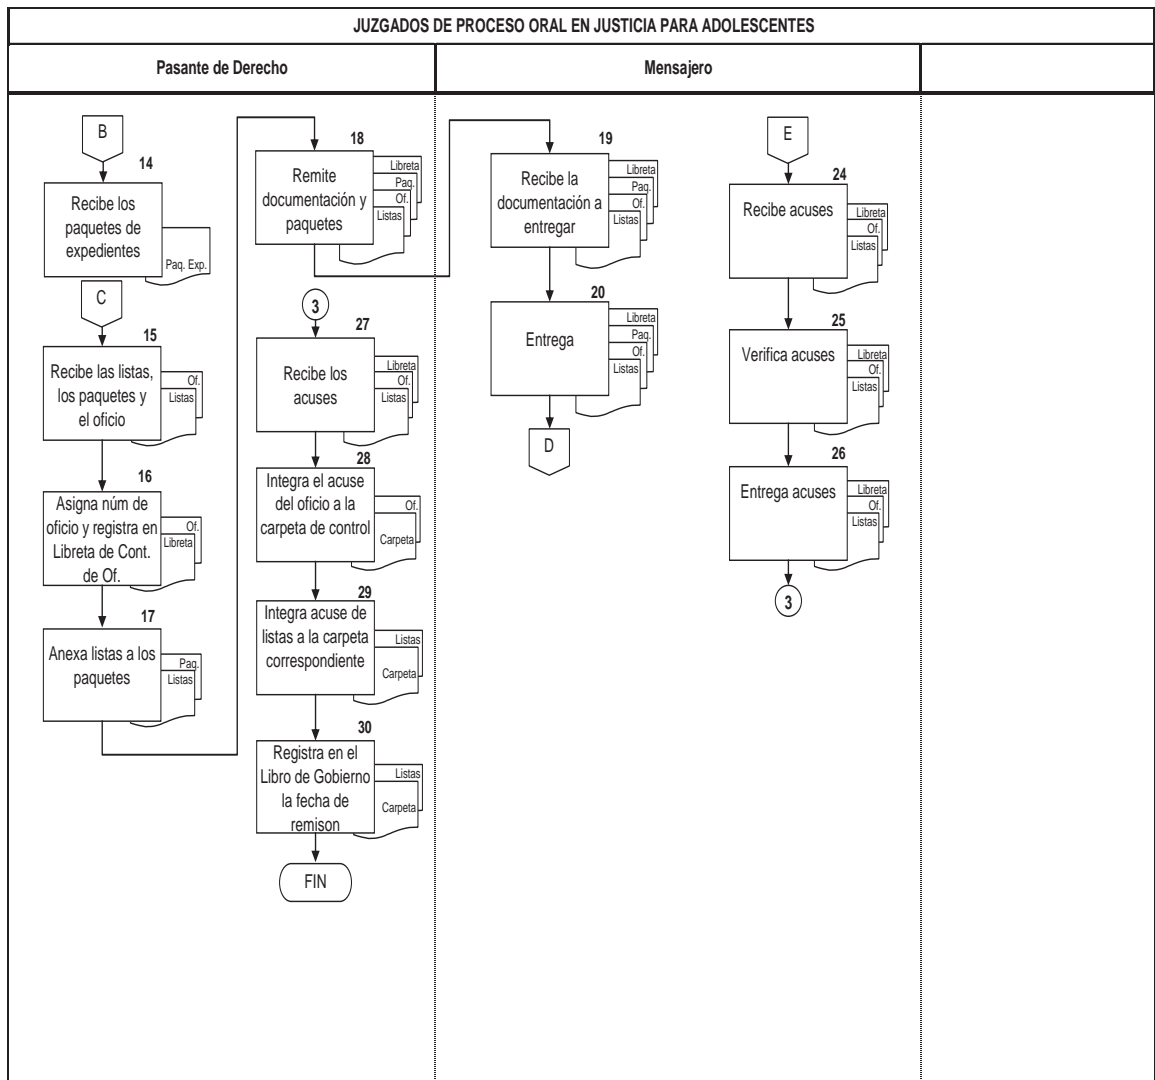 JUZGADOS DE PROCESO ORAL EN JUSTICIA PARA ADOLESCENTES
Pasante de Derecho
Mensajero
B
14
Recibe los
paquetes de
expedientes
Paq. Exp.
C
15
Recibe las listas,
los paquetes y
el oficio
Of.
Listas
16
Asigna núm de
oficio y registra en
Libreta de Cont.
de Of.
Of.
Libreta
17
Anexa listas a los
paquetes
Paq.
Listas
18
Remite
documentación y
paquetes
Libreta
Paq.
Of.
Listas
3
27
Recibe los
acuses
Libreta
Of.
Listas
28
Integra el acuse
del oficio a la
carpeta de control
Of.
Carpeta
29
Integra acuse de
listas a la carpeta
correspondiente
Listas
Carpeta
30
Registra en el
Libro de Gobierno
la fecha de
remison
Listas
Carpeta
FIN
19
Recibe la
documentación a
entregar
Libreta
Paq.
Of.
Listas
20
Entrega
Libreta
Paq.
Of.
Listas
D
E
24
Recibe acuses
Libreta
Of.
Listas
25
Verifica acuses
Libreta
Of.
Listas
26
Entrega acuses
Libreta
Of.
Listas
3